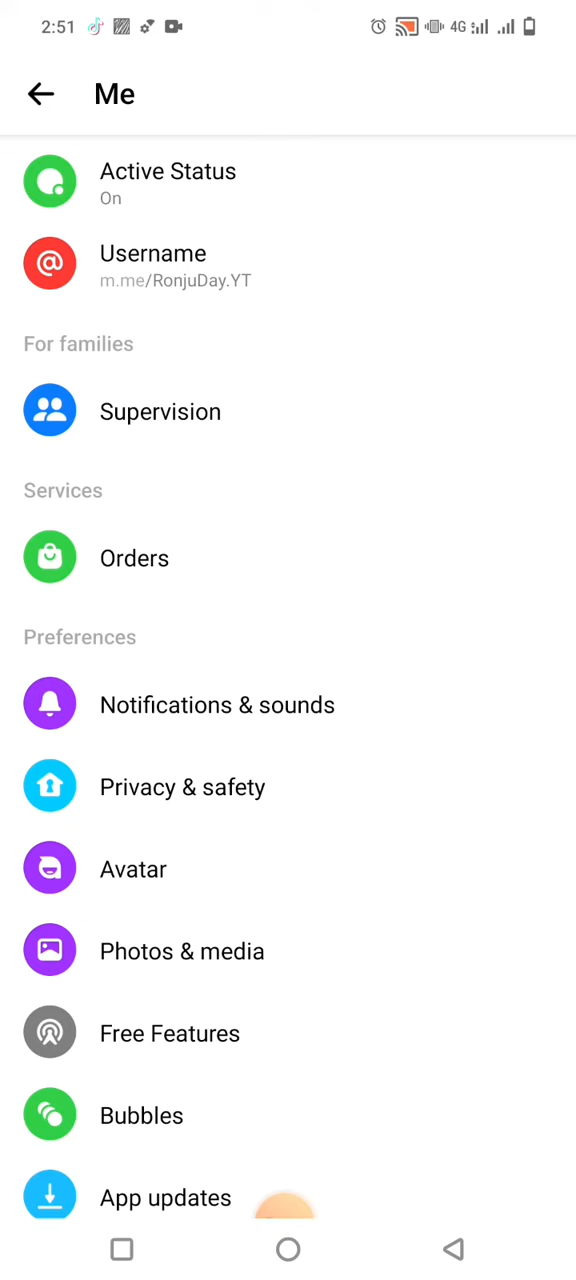 2:51 4G
Me
Active Status
On
Username
m.me/RonjuDay.YT
For families
Supervision
Services
Orders
Preferences
Notifications & sounds
Privacy & safety
Avatar
Photos & media
Free Features
Bubbles
App updates